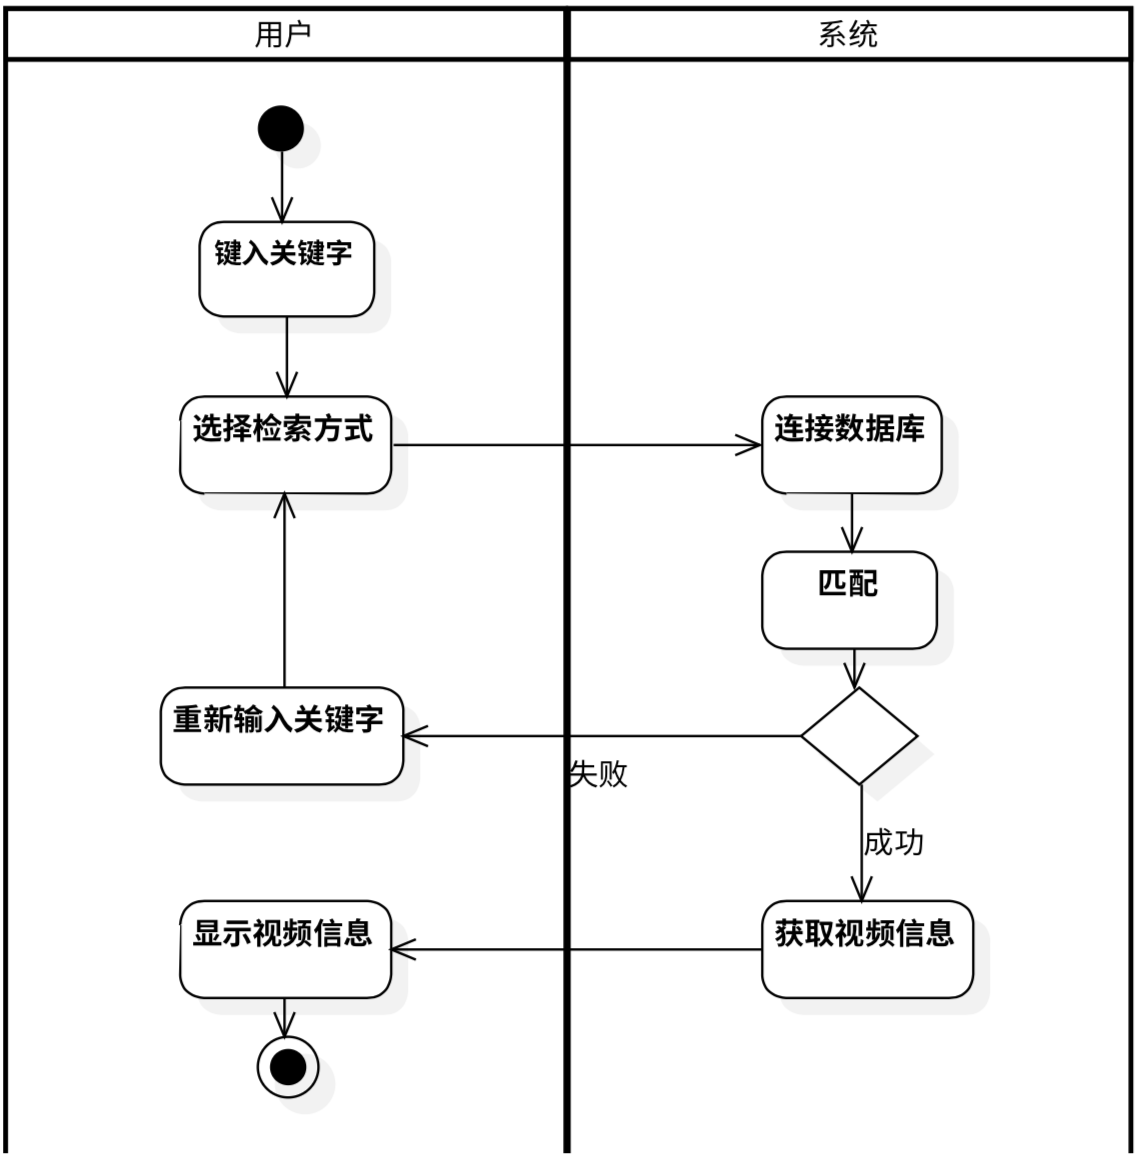 用户
系统
键入关键字
选择检索方式
连接数据库
匹配
重新输入关键字
失败
成功
显示视频信息
获取视频信息